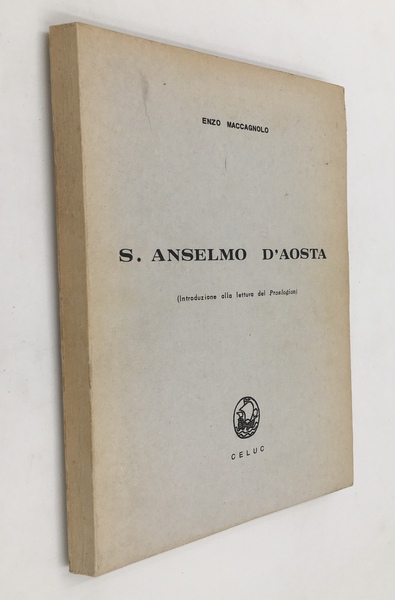 ENZO MACCAGNOLO
S. ANSELMO D'AOSTA
(Introduzione alla lettura del Proslogion)
CELUC